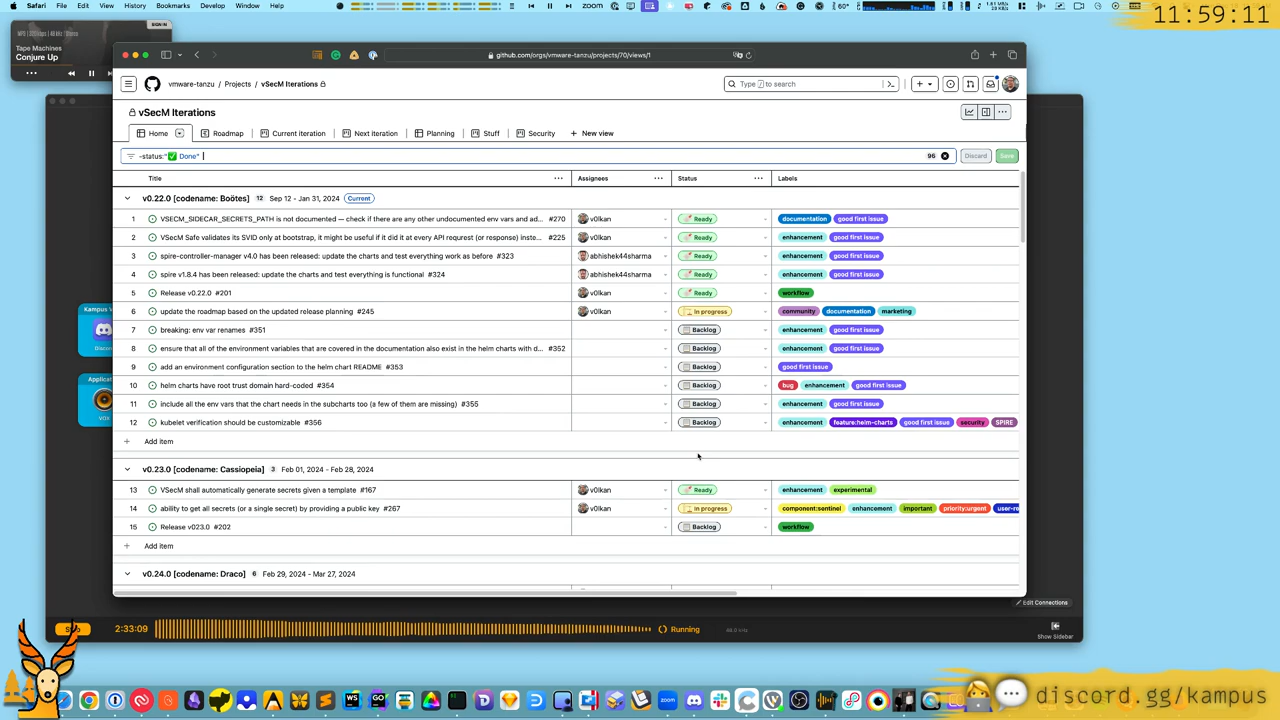 Safari File Edit View History Bookmarks Develop Window Help
zoom
60°
11:59:11
SIGN IN
Tape Machines
Conjure Up
github.com/orgs/vmware-tanzu/projects/70/views/1
vmware-tanzu / Projects / vSecM Iterations
Type / to search
vSecM Iterations
Home Roadmap Current iteration Next iteration Planning Stuff Security New view
-status:"✅ Done" 96 Discard Save
Title Assignees Status Labels
v0.22.0 [codename: Boötes] 12 Sep 12 - Jan 31, 2024 Current
1 VSECM_SIDECAR_SECRETS_PATH is not documented — check if there are any other undocumented env vars and ad... #270 v0lkan Ready documentation good first issue
2 VSecM Safe validates its SVID only at bootstrap, it might be useful if it did it at every API requrest (or response) inste... #225 v0lkan Ready enhancement good first issue
3 spire-controller-manager v4.0 has been released: update the charts and test everything work as before #323 abhishek44sharma Ready enhancement good first issue
4 spire v1.8.4 has been released: update the charts and test everything is functional #324 abhishek44sharma Ready enhancement good first issue
5 Release v0.22.0 #201 v0lkan Ready workflow
6 update the roadmap based on the updated release planning #245 v0lkan In progress community documentation marketing
7 breaking: env var renames #351 Backlog enhancement good first issue
8 ensure that all of the environment variables that are covered in the documentation also exist in the helm charts with d... #352 Backlog enhancement good first issue
9 add an environment configuration section to the helm chart README #353 Backlog good first issue
10 helm charts have root trust domain hard-coded #354 Backlog bug enhancement good first issue
11 include all the env vars that the chart needs in the subcharts too (a few of them are missing) #355 Backlog enhancement good first issue
12 kubelet verification should be customizable #356 Backlog enhancement feature:helm-charts good first issue security SPIRE
+ Add item
v0.23.0 [codename: Cassiopeia] 3 Feb 01, 2024 - Feb 28, 2024
13 VSecM shall automatically generate secrets given a template #167 v0lkan Ready enhancement experimental
14 ability to get all secrets (or a single secret) by providing a public key #267 v0lkan In progress component:sentinel enhancement important priority:urgent user-re
15 Release v023.0 #202 Backlog workflow
+ Add item
v0.24.0 [codename: Draco] 6 Feb 29, 2024 - Mar 27, 2024
Kampus V
Discor
Applicat
VOX
Edit Connections
2:33:09 Running 48.0 kHz
Show Sidebar
discord.gg/kampus